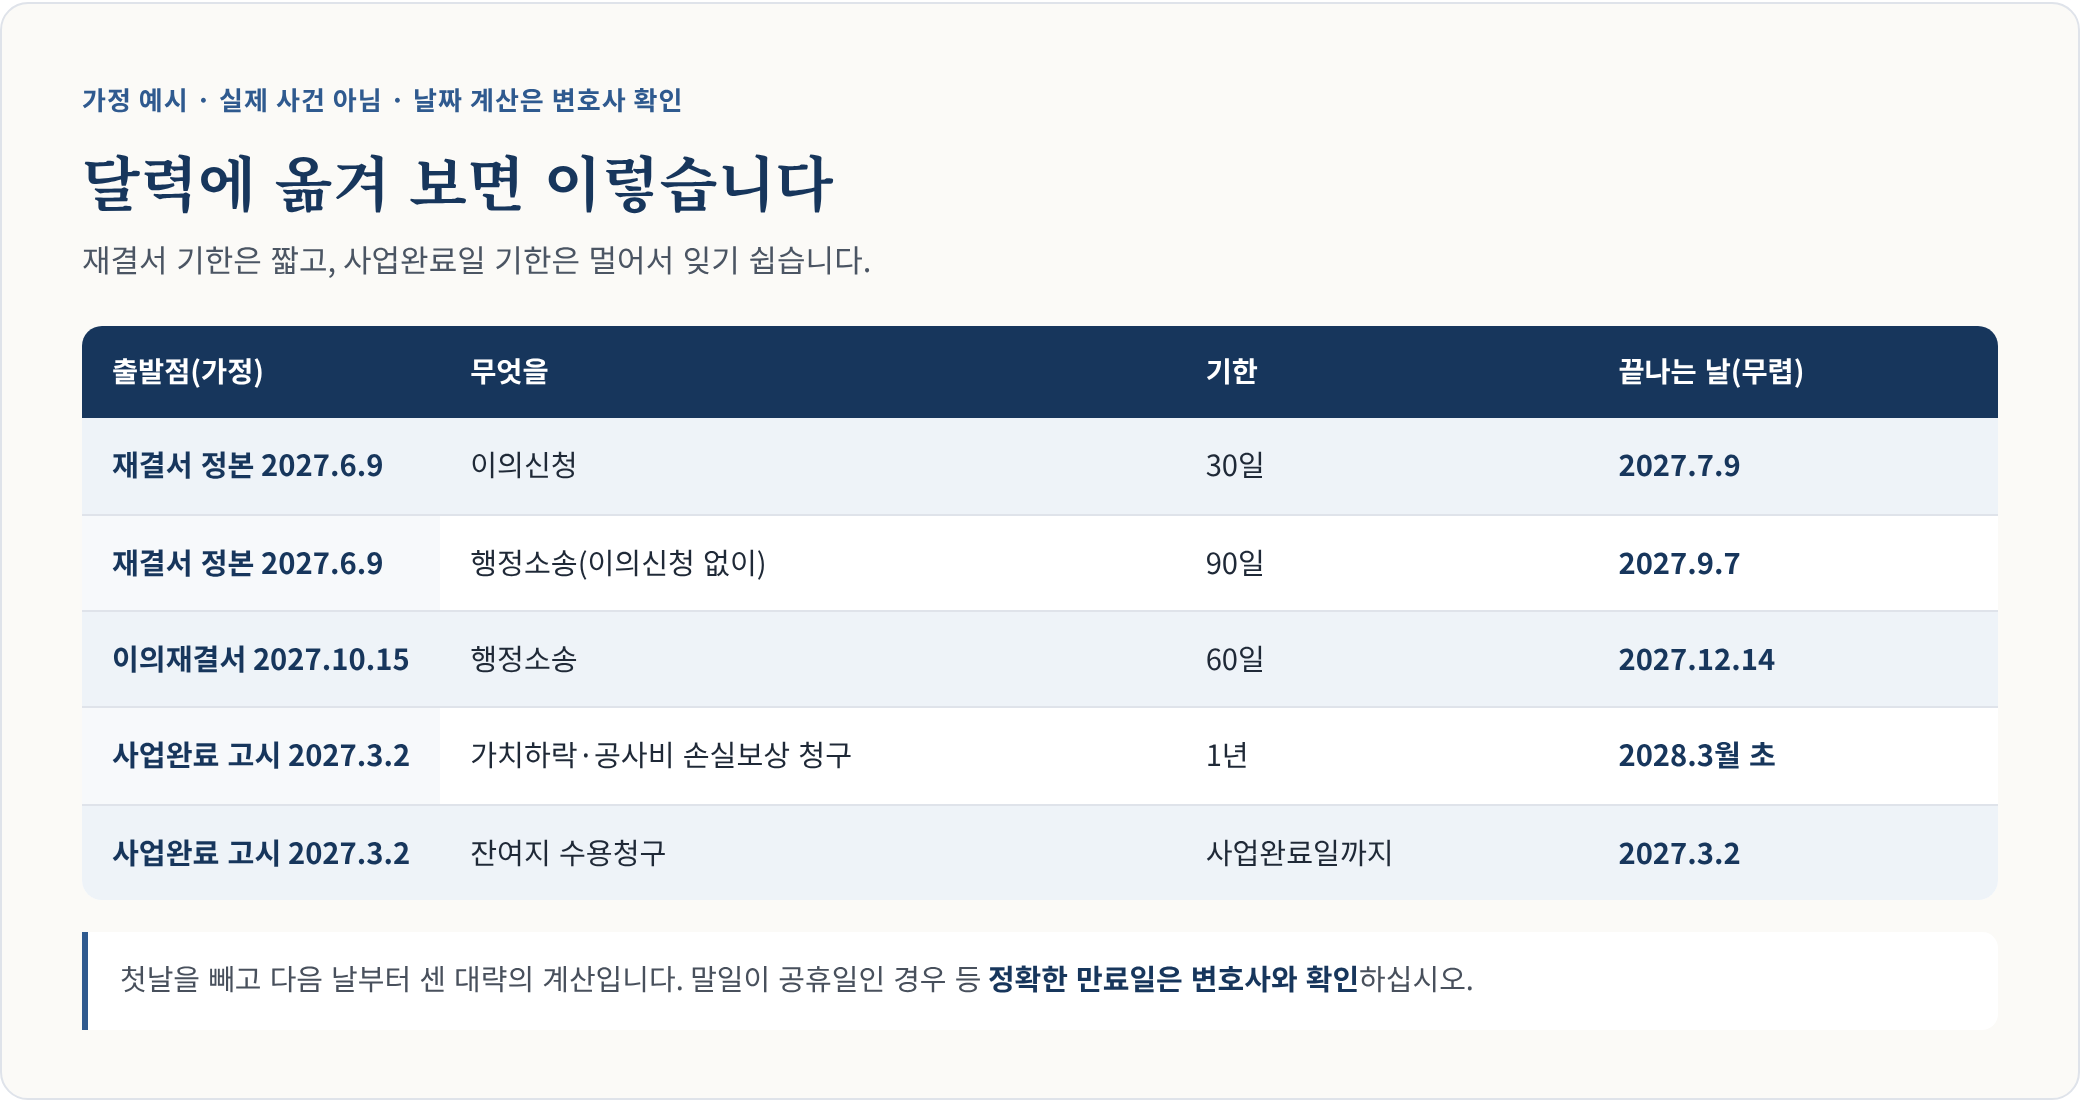 가정 예시 · 실제 사건 아님 · 날짜 계산은 변호사 확인
달력에 옮겨 보면 이렇습니다
재결서 기한은 짧고, 사업완료일 기한은 멀어서 잊기 쉽습니다.
출발점(가정) 무엇을 기한 끝나는 날(무렵)
재결서 정본 2027.6.9 이의신청 30일 2027.7.9
재결서 정본 2027.6.9 행정소송(이의신청 없이) 90일 2027.9.7
이의재결서 2027.10.15 행정소송 60일 2027.12.14
사업완료 고시 2027.3.2 가치하락·공사비 손실보상 청구 1년 2028.3월 초
사업완료 고시 2027.3.2 잔여지 수용청구 사업완료일까지 2027.3.2
첫날을 빼고 다음 날부터 센 대략의 계산입니다. 말일이 공휴일인 경우 등 정확한 만료일은 변호사와 확인하십시오.